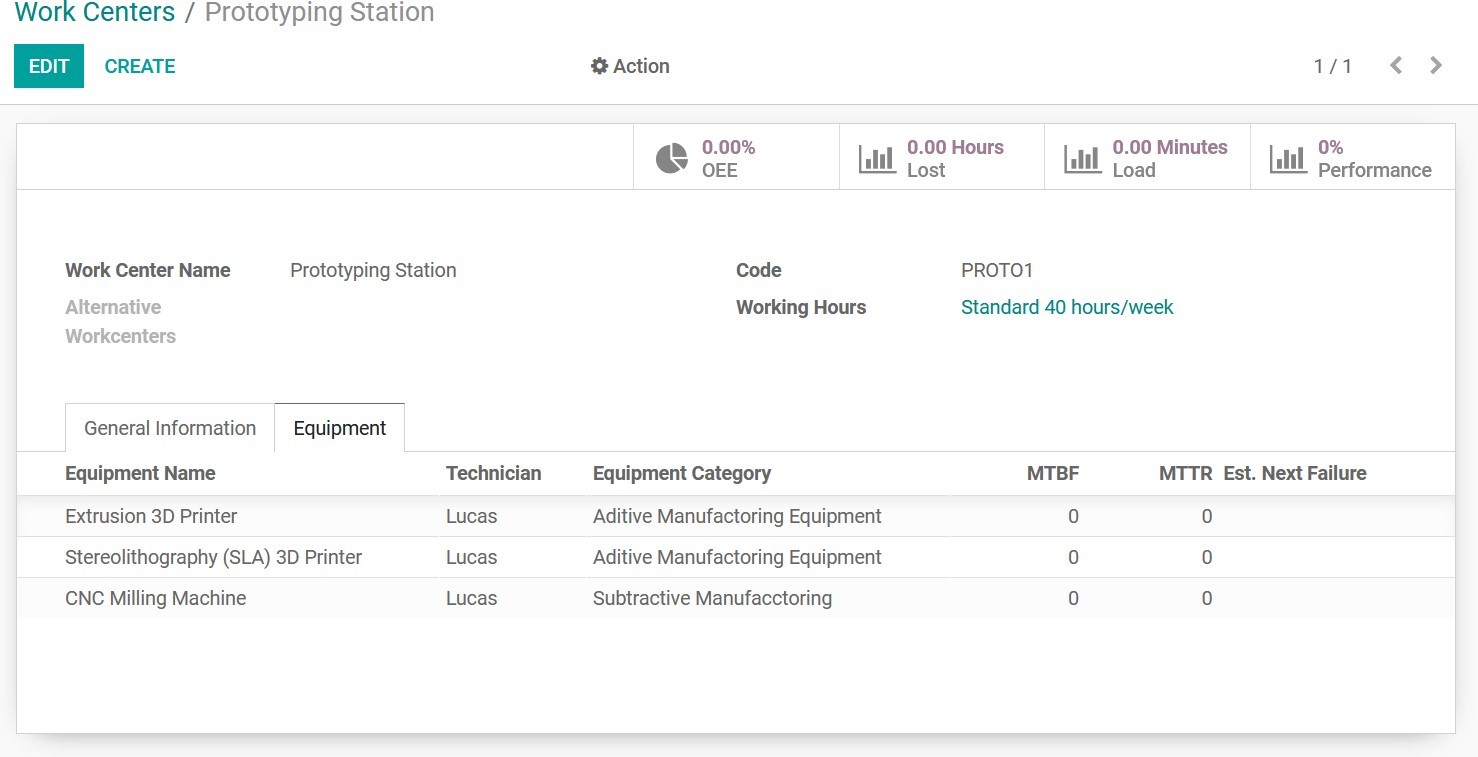 Work Centers / Prototyping Station
EDIT CREATE Action 1 / 1
0.00% OEE
0.00 Hours Lost
0.00 Minutes Load
0% Performance
Work Center Name Prototyping Station Code PROTO1
Alternative Workcenters Working Hours Standard 40 hours/week
General Information Equipment
Equipment Name Technician Equipment Category MTBF MTTR Est. Next Failure
Extrusion 3D Printer Lucas Aditive Manufactoring Equipment 0 0
Stereolithography (SLA) 3D Printer Lucas Aditive Manufactoring Equipment 0 0
CNC Milling Machine Lucas Subtractive Manufacctoring 0 0